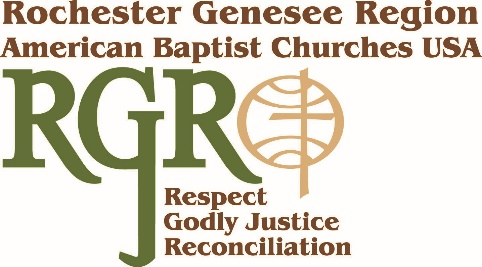 Rochester Genesee Region
American Baptist Churches USA
RGR
Respect
Godly Justice
Reconciliation